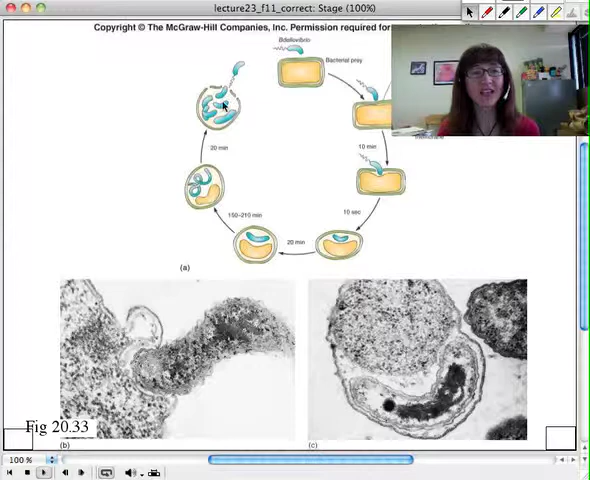 lecture23_f11_correct: Stage (100%)
Copyright © The McGraw-Hill Companies, Inc. Permission required for
Bdellovibrio
Bacterial prey
10 min
10 sec
20 min
150–210 min
20 min
(a)
Fig 20.33
(b)
(c)
100 %